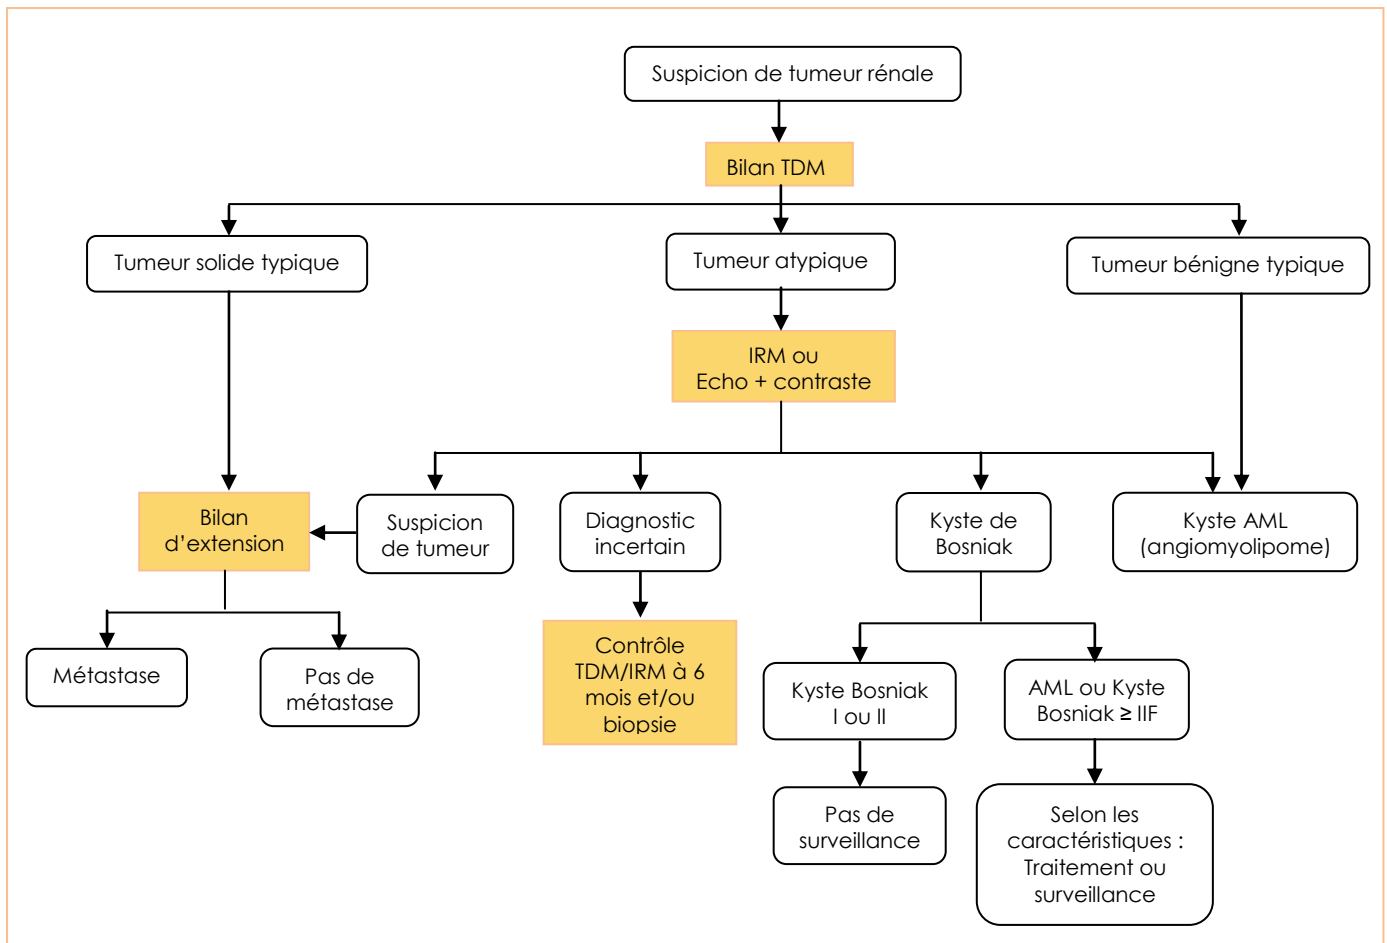 Suspicion de tumeur rénale
Bilan TDM
Tumeur solide typique
Tumeur atypique
Tumeur bénigne typique
IRM ou
Echo + contraste
Bilan
d’extension
Suspicion
de tumeur
Diagnostic
incertain
Kyste de
Bosniak
Kyste AML
(angiomyolipome)
Métastase
Pas de
métastase
Contrôle
TDM/IRM à 6
mois et/ou
biopsie
Kyste Bosniak
I ou II
AML ou Kyste
Bosniak ≥ IIF
Pas de
surveillance
Selon les
caractéristiques :
Traitement ou
surveillance